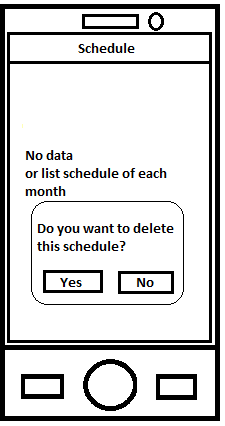 Schedule
No data
or list schedule of each
month
Do you want to delete
this schedule?
Yes No